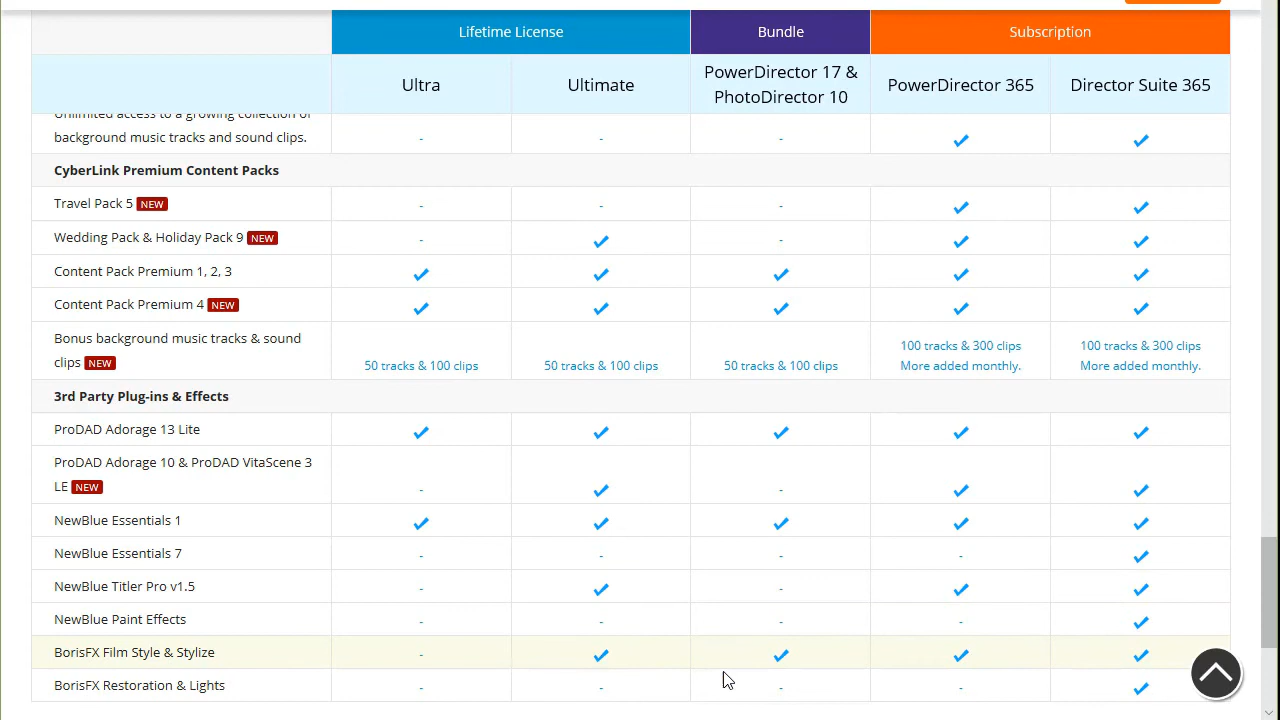 Lifetime License Bundle Subscription
Ultra Ultimate PowerDirector 17 & PowerDirector 365 Director Suite 365
PhotoDirector 10
Unlimited access to a growing collection of
background music tracks and sound clips. - - -
CyberLink Premium Content Packs
Travel Pack 5 NEW - - -
Wedding Pack & Holiday Pack 9 NEW - -
Content Pack Premium 1, 2, 3
Content Pack Premium 4 NEW
Bonus background music tracks & sound 100 tracks & 300 clips 100 tracks & 300 clips
clips NEW 50 tracks & 100 clips 50 tracks & 100 clips 50 tracks & 100 clips More added monthly. More added monthly.
3rd Party Plug-ins & Effects
ProDAD Adorage 13 Lite
ProDAD Adorage 10 & ProDAD VitaScene 3
LE NEW - -
NewBlue Essentials 1
NewBlue Essentials 7 - - - -
NewBlue Titler Pro v1.5 - -
NewBlue Paint Effects - - - -
BorisFX Film Style & Stylize -
BorisFX Restoration & Lights - - - -